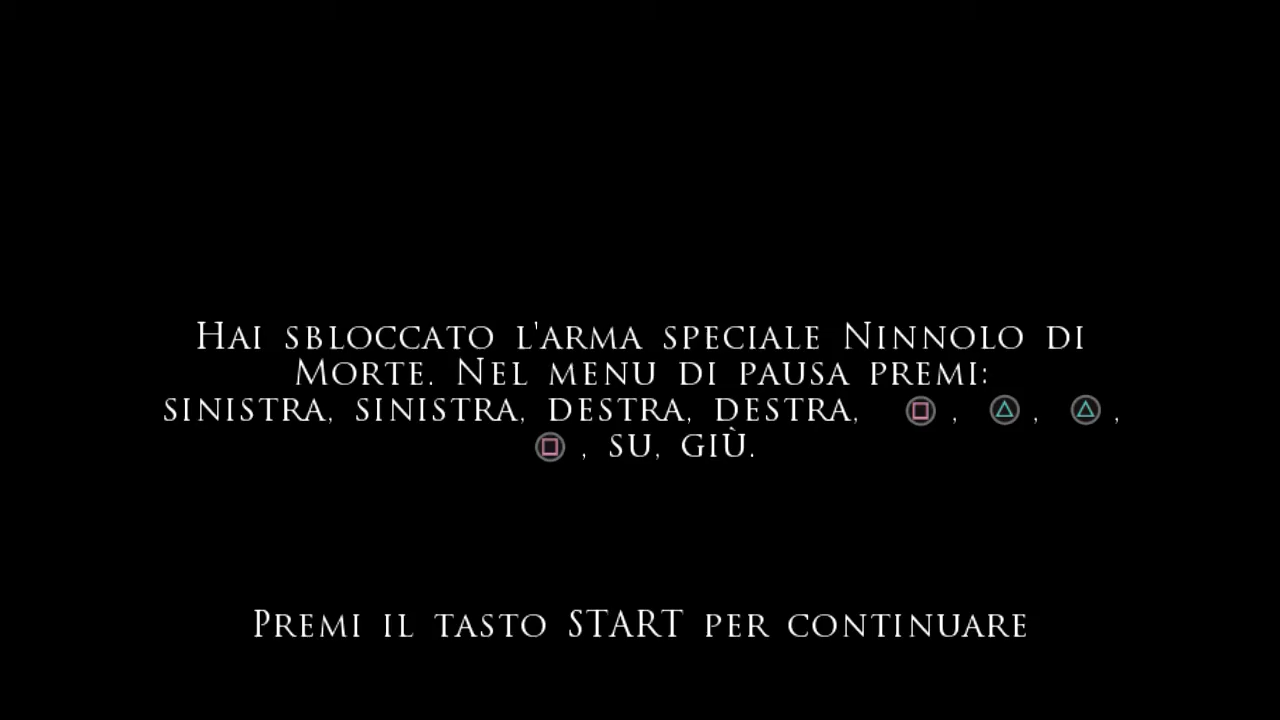 Hai sbloccato l'arma speciale Ninnolo di
Morte. Nel menu di pausa premi:
sinistra, sinistra, destra, destra, □, △, △,
□, su, giù.
Premi il tasto START per continuare